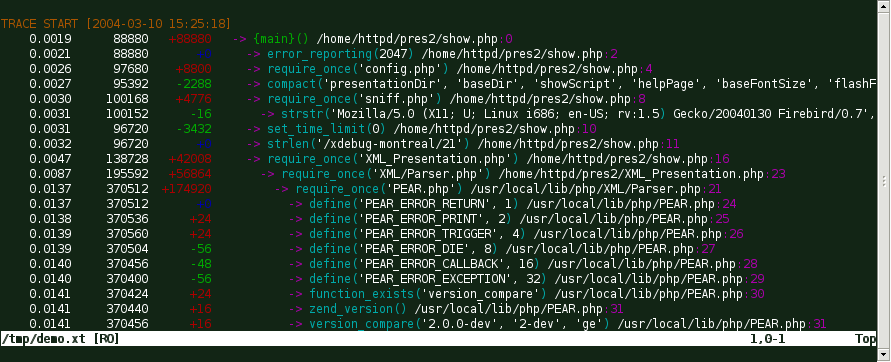 TRACE START [2004-03-10 15:25:18]
0.0019 88880 +88880 -> {main}() /home/httpd/pres2/show.php:0
0.0021 88880 +0 -> error_reporting(2047) /home/httpd/pres2/show.php:2
0.0026 97680 +8800 -> require_once('config.php') /home/httpd/pres2/show.php:4
0.0027 95392 -2288 -> compact('presentationDir', 'baseDir', 'showScript', 'helpPage', 'baseFontSize', 'flashF
0.0030 100168 +4776 -> require_once('sniff.php') /home/httpd/pres2/show.php:8
0.0031 100152 -16 -> strstr('Mozilla/5.0 (X11; U; Linux i686; en-US; rv:1.5) Gecko/20040130 Firebird/0.7',
0.0031 96720 -3432 -> set_time_limit(0) /home/httpd/pres2/show.php:10
0.0032 96720 +0 -> strlen('/xdebug-montreal/21') /home/httpd/pres2/show.php:11
0.0047 138728 +42008 -> require_once('XML_Presentation.php') /home/httpd/pres2/show.php:16
0.0087 195592 +56864 -> require_once('XML/Parser.php') /home/httpd/pres2/XML_Presentation.php:23
0.0137 370512 +174920 -> require_once('PEAR.php') /usr/local/lib/php/XML/Parser.php:21
0.0137 370512 +0 -> define('PEAR_ERROR_RETURN', 1) /usr/local/lib/php/PEAR.php:24
0.0138 370536 +24 -> define('PEAR_ERROR_PRINT', 2) /usr/local/lib/php/PEAR.php:25
0.0139 370560 +24 -> define('PEAR_ERROR_TRIGGER', 4) /usr/local/lib/php/PEAR.php:26
0.0139 370504 -56 -> define('PEAR_ERROR_DIE', 8) /usr/local/lib/php/PEAR.php:27
0.0140 370456 -48 -> define('PEAR_ERROR_CALLBACK', 16) /usr/local/lib/php/PEAR.php:28
0.0140 370400 -56 -> define('PEAR_ERROR_EXCEPTION', 32) /usr/local/lib/php/PEAR.php:29
0.0141 370424 +24 -> function_exists('version_compare') /usr/local/lib/php/PEAR.php:30
0.0141 370440 +16 -> zend_version() /usr/local/lib/php/PEAR.php:31
0.0141 370456 +16 -> version_compare('2.0.0-dev', '2-dev', 'ge') /usr/local/lib/php/PEAR.php:31
/tmp/demo.xt [RO] 1,0-1 Top